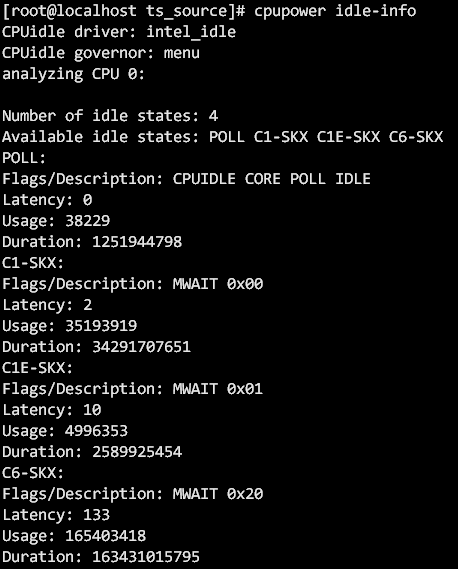 [root@localhost ts_source]# cpupower idle-info
CPUidle driver: intel_idle
CPUidle governor: menu
analyzing CPU 0:
Number of idle states: 4
Available idle states: POLL C1-SKX C1E-SKX C6-SKX
POLL:
Flags/Description: CPUIDLE CORE POLL IDLE
Latency: 0
Usage: 38229
Duration: 1251944798
C1-SKX:
Flags/Description: MWAIT 0x00
Latency: 2
Usage: 35193919
Duration: 34291707651
C1E-SKX:
Flags/Description: MWAIT 0x01
Latency: 10
Usage: 4996353
Duration: 2589925454
C6-SKX:
Flags/Description: MWAIT 0x20
Latency: 133
Usage: 165403418
Duration: 163431015795